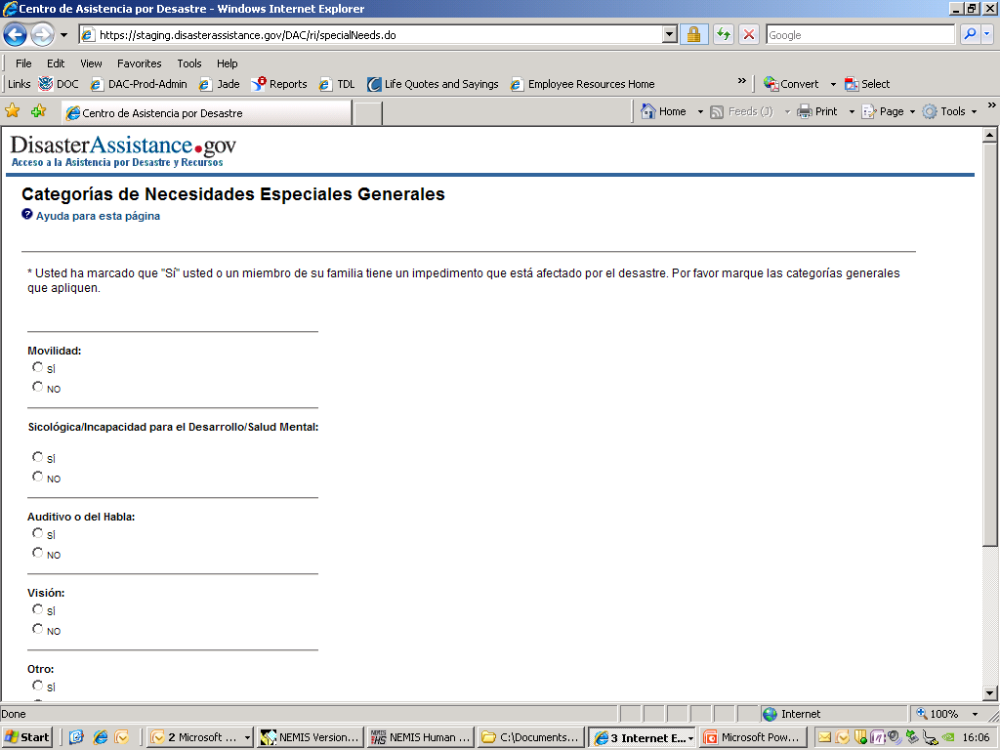 Centro de Asistencia por Desastre - Windows Internet Explorer
https://staging.disasterassistance.gov/DAC/ri/specialNeeds.do
Google
File Edit View Favorites Tools Help
Links DOC DAC-Prod-Admin Jade Reports TDL Life Quotes and Sayings Employee Resources Home » Convert Select
Centro de Asistencia por Desastre
Home Feeds (J) Print Page Tools »
DisasterAssistance.gov
Acceso a la Asistencia por Desastre y Recursos
Categorías de Necesidades Especiales Generales
? Ayuda para esta página
* Usted ha marcado que "Sí" usted o un miembro de su familia tiene un impedimento que está afectado por el desastre. Por favor marque las categorías generales
que apliquen.
Movilidad:
SÍ
NO
Sicológica/Incapacidad para el Desarrollo/Salud Mental:
SÍ
NO
Auditivo o del Habla:
SÍ
NO
Visión:
SÍ
NO
Otro:
SÍ
Done Internet 100%
Start 2 Microsoft ... NEMIS Version... NEMIS Human ... C:\Documents... 3 Internet E... Microsoft Pow... 16:06